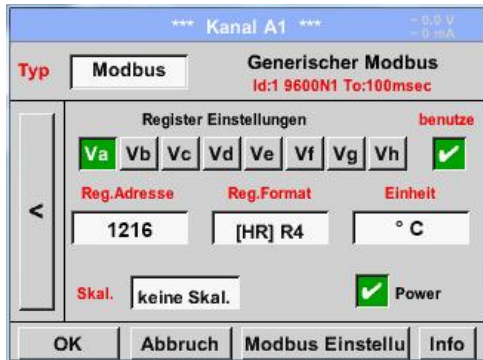 *** Kanal A1 ***
~ 0.0 V
~ 0 mA
Typ Modbus
Generischer Modbus
Id:1 9600N1 To:100msec
Register Einstellungen benutze
Va Vb Vc Vd Ve Vf Vg Vh
<
Reg.Adresse Reg.Format Einheit
1216 [HR] R4 ° C
Skal. keine Skal. Power
OK Abbruch Modbus Einstellu Info